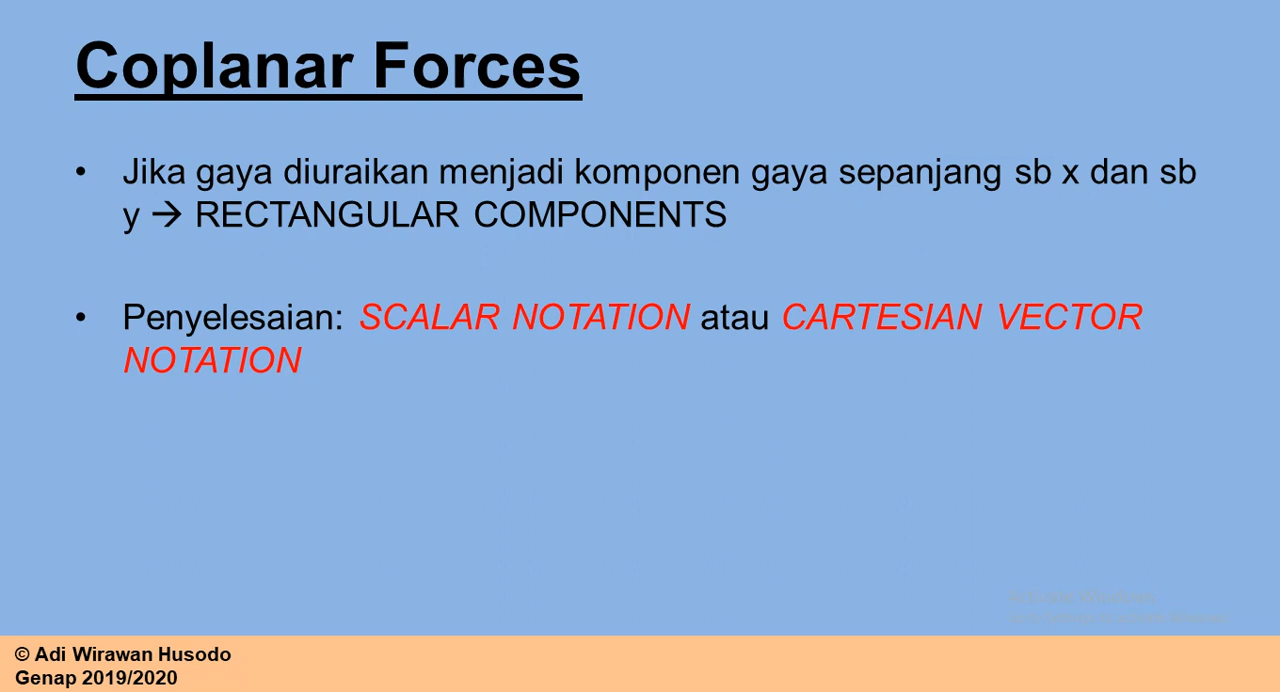 Coplanar Forces
• Jika gaya diuraikan menjadi komponen gaya sepanjang sb x dan sb
y → RECTANGULAR COMPONENTS
• Penyelesaian: SCALAR NOTATION atau CARTESIAN VECTOR
NOTATION
© Adi Wirawan Husodo
Genap 2019/2020